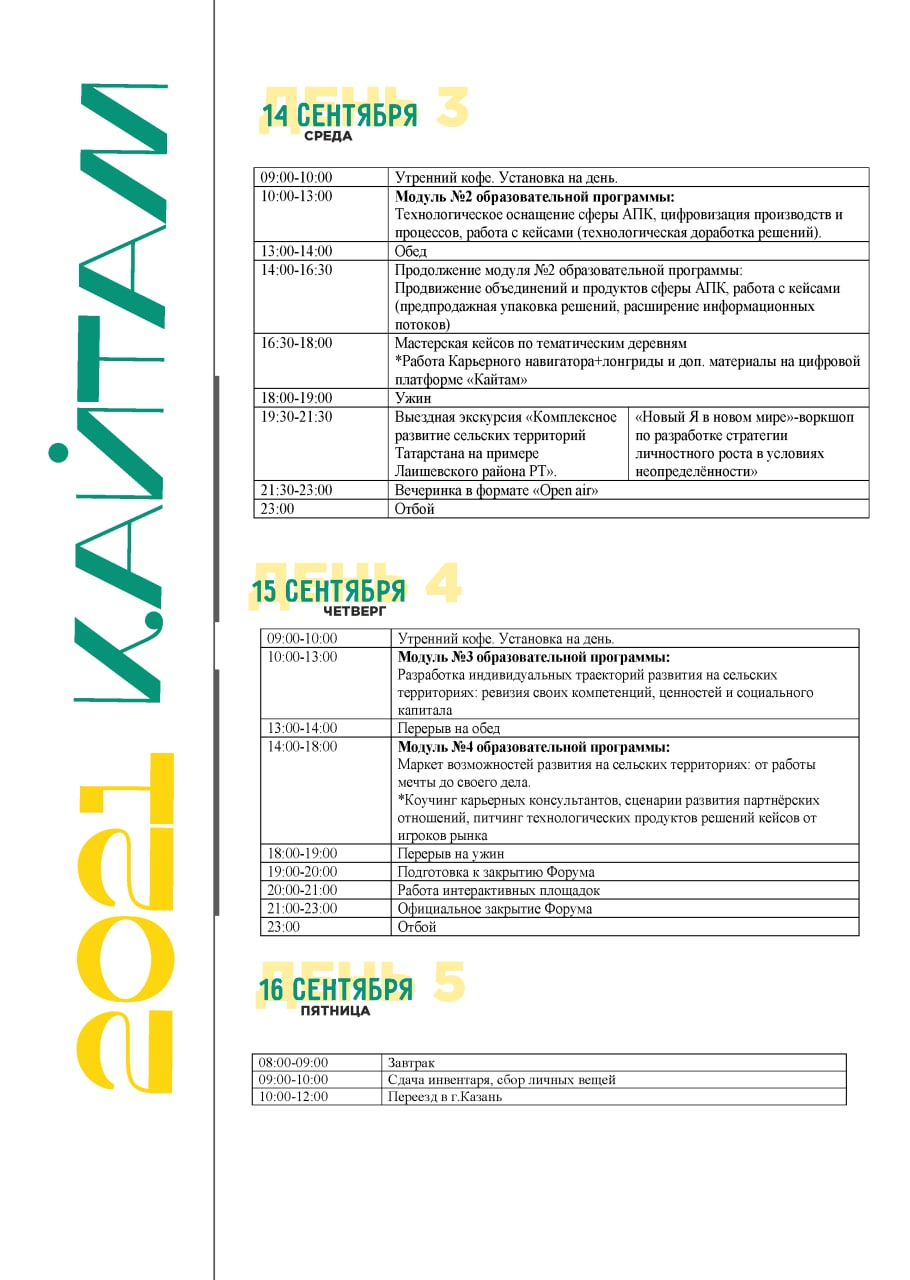 КАЙТАМ
2021
ДЕНЬ 3
14 СЕНТЯБРЯ
СРЕДА
09:00-10:00 Утренний кофе. Установка на день.
10:00-13:00 Модуль №2 образовательной программы:
Технологическое оснащение сферы АПК, цифровизация производств и
процессов, работа с кейсами (технологическая доработка решений).
13:00-14:00 Обед
14:00-16:30 Продолжение модуля №2 образовательной программы:
Продвижение объединений и продуктов сферы АПК, работа с кейсами
(предпродажная упаковка решений, расширение информационных
потоков)
16:30-18:00 Мастерская кейсов по тематическим деревням
*Работа Карьерного навигатора+лонгриды и доп. материалы на цифровой
платформе «Кайтам»
18:00-19:00 Ужин
19:30-21:30 Выездная экскурсия «Комплексное
развитие сельских территорий
Татарстана на примере
Лаишевского района РТ».
«Новый Я в новом мире»-воркшоп
по разработке стратегии
личностного роста в условиях
неопределённости»
21:30-23:00 Вечеринка в формате «Open air»
23:00 Отбой
ДЕНЬ 4
15 СЕНТЯБРЯ
ЧЕТВЕРГ
09:00-10:00 Утренний кофе. Установка на день.
10:00-13:00 Модуль №3 образовательной программы:
Разработка индивидуальных траекторий развития на сельских
территориях: ревизия своих компетенций, ценностей и социального
капитала
13:00-14:00 Перерыв на обед
14:00-18:00 Модуль №4 образовательной программы:
Маркет возможностей развития на сельских территориях: от работы
мечты до своего дела.
*Коучинг карьерных консультантов, сценарии развития партнёрских
отношений, питчинг технологических продуктов решений кейсов от
игроков рынка
18:00-19:00 Перерыв на ужин
19:00-20:00 Подготовка к закрытию Форума
20:00-21:00 Работа интерактивных площадок
21:00-23:00 Официальное закрытие Форума
23:00 Отбой
ДЕНЬ 5
16 СЕНТЯБРЯ
ПЯТНИЦА
08:00-09:00 Завтрак
09:00-10:00 Сдача инвентаря, сбор личных вещей
10:00-12:00 Переезд в г.Казань